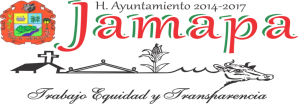 H. Ayuntamiento 2014-2017
Jamapa
Trabajo Equidad y Transparencia